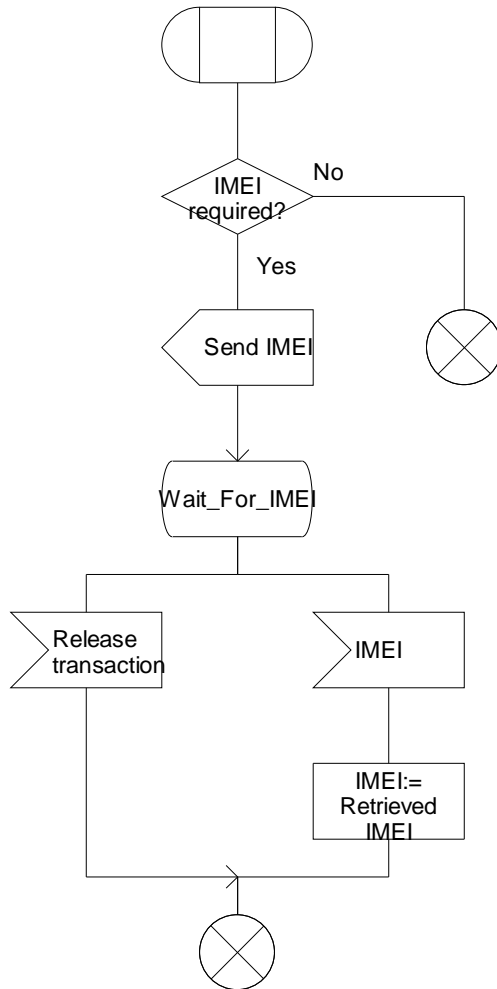 IMEI
required?
No
Yes
Send IMEI
Wait_For_IMEI
Release
transaction
IMEI
IMEI:=
Retrieved
IMEI